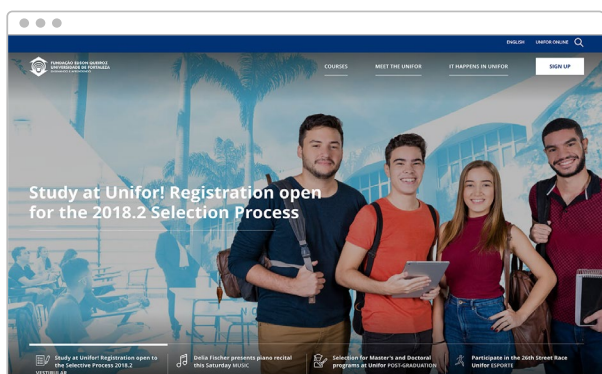 ENGLISH UNIFOR ONLINE
FUNDAÇÃO EDSON QUEIROZ
UNIVERSIDADE DE FORTALEZA
COURSES MEET THE UNIFOR IT HAPPENS IN UNIFOR SIGN UP
Study at Unifor! Registration open
for the 2018.2 Selection Process
Study at Unifor! Registration open to
the Selective Process 2018.2
VESTIBULAR
Delia Fischer presents piano recital
this Saturday MUSIC
Selection for Master's and Doctoral
programs at Unifor POST-GRADUATION
Participate in the 26th Street Race
Unifor ESPORTE